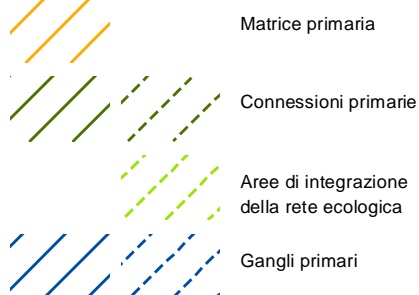 Matrice primaria
Connessioni primarie
Aree di integrazione
della rete ecologica
Gangli primari